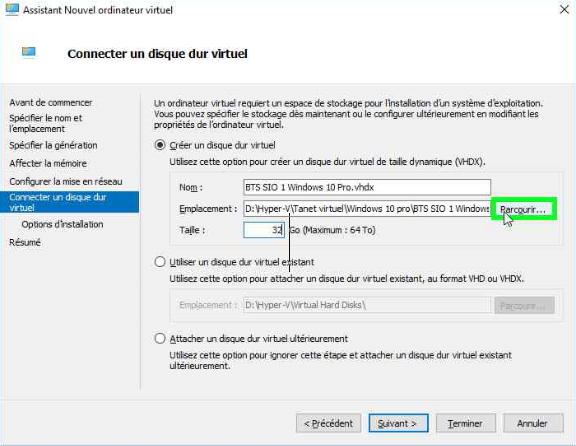 Assistant Nouvel ordinateur virtuel
Connecter un disque dur virtuel
Avant de commencer
Spécifier le nom et
l'emplacement
Spécifier la génération
Affecter la mémoire
Configurer la mise en réseau
Connecter un disque dur
virtuel
Options d'installation
Résumé
Un ordinateur virtuel requiert un espace de stockage pour l'installation d'un système d'exploitation.
Vous pouvez spécifier le stockage dès maintenant ou le configurer ultérieurement en modifiant les
propriétés de l'ordinateur virtuel.
Créer un disque dur virtuel
Utilisez cette option pour créer un disque dur virtuel de taille dynamique (VHDX).
Nom : BTS SIO 1 Windows 10 Pro.vhdx
Emplacement : D:\Hyper-V\Tanet virtuel\Windows 10 pro\BTS SIO 1 Windows Parcourir...
Taille : 32 Go (Maximum : 64 To)
Utiliser un disque dur virtuel existant
Utilisez cette option pour attacher un disque dur virtuel existant, au format VHD ou VHDX.
Emplacement : D:\Hyper-V\Virtual Hard Disks\ Parcourir...
Attacher un disque dur virtuel ultérieurement
Utilisez cette option pour ignorer cette étape et attacher un disque dur virtuel existant
ultérieurement.
< Précédent Suivant > Terminer Annuler